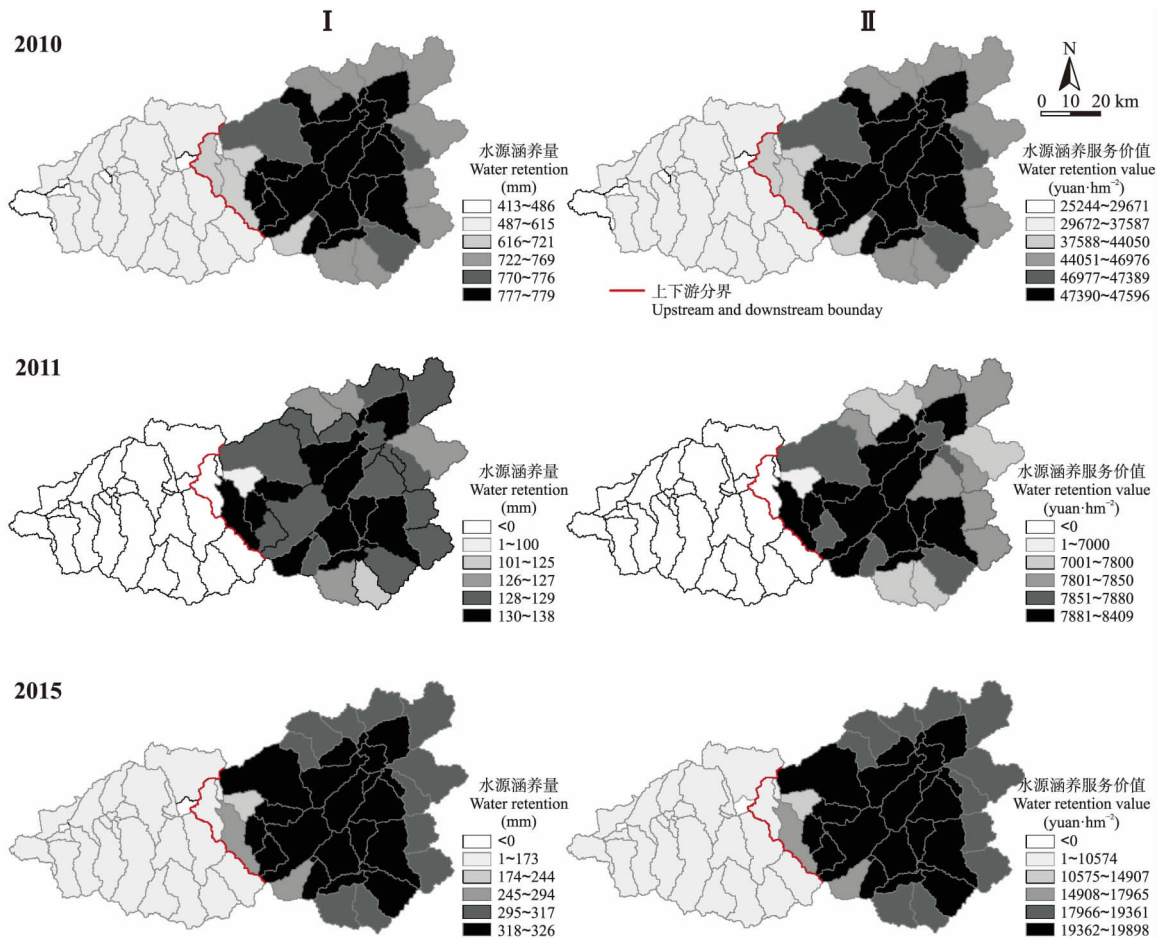 Ⅰ
Ⅱ
2010
N
0 10 20 km
水源涵养量
Water retention
(mm)
413~486
487~615
616~721
722~769
770~776
777~779
水源涵养服务价值
Water retention value
(yuan·hm⁻²)
25244~29671
29672~37587
37588~44050
44051~46976
46977~47389
47390~47596
上下游分界
Upstream and downstream bounday
2011
水源涵养量
Water retention
(mm)
<0
1~100
101~125
126~127
128~129
130~138
水源涵养服务价值
Water retention value
(yuan·hm⁻²)
<0
1~7000
7001~7800
7801~7850
7851~7880
7881~8409
2015
水源涵养量
Water retention
(mm)
<0
1~173
174~244
245~294
295~317
318~326
水源涵养服务价值
Water retention value
(yuan·hm⁻²)
<0
1~10574
10575~14907
14908~17965
17966~19361
19362~19898